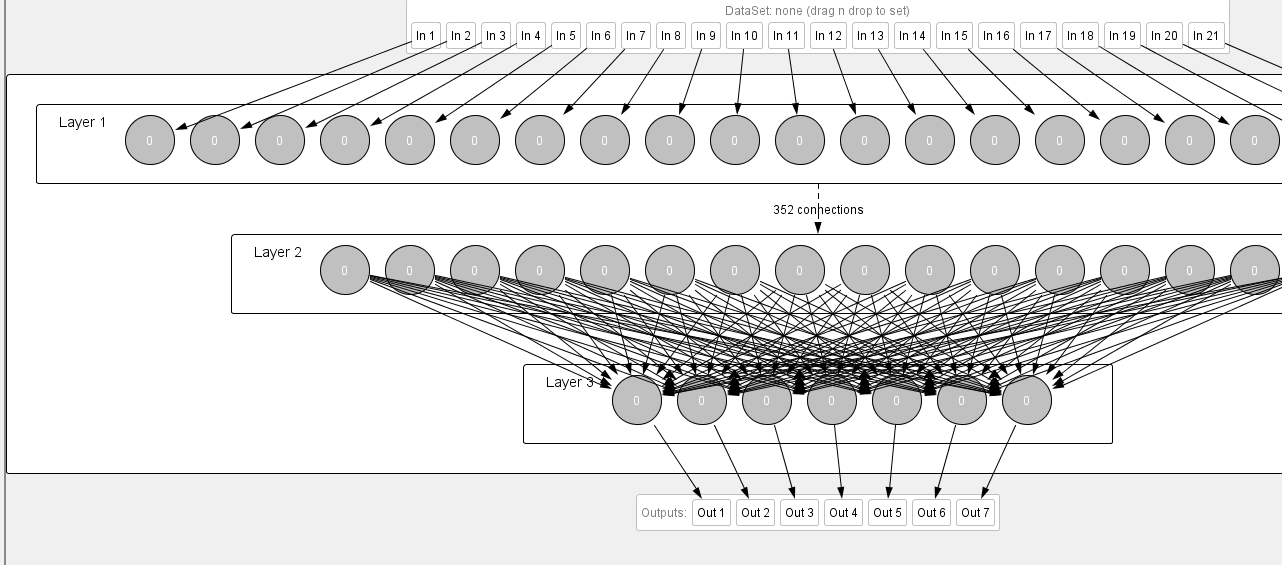 DataSet: none (drag n drop to set)
In 1 In 2 In 3 In 4 In 5 In 6 In 7 In 8 In 9 In 10 In 11 In 12 In 13 In 14 In 15 In 16 In 17 In 18 In 19 In 20 In 21
Layer 1
0 0 0 0 0 0 0 0 0 0 0 0 0 0 0 0 0 0
352 connections
Layer 2
0 0 0 0 0 0 0 0 0 0 0 0 0 0 0
Layer 3
0 0 0 0 0 0 0
Outputs: Out 1 Out 2 Out 3 Out 4 Out 5 Out 6 Out 7